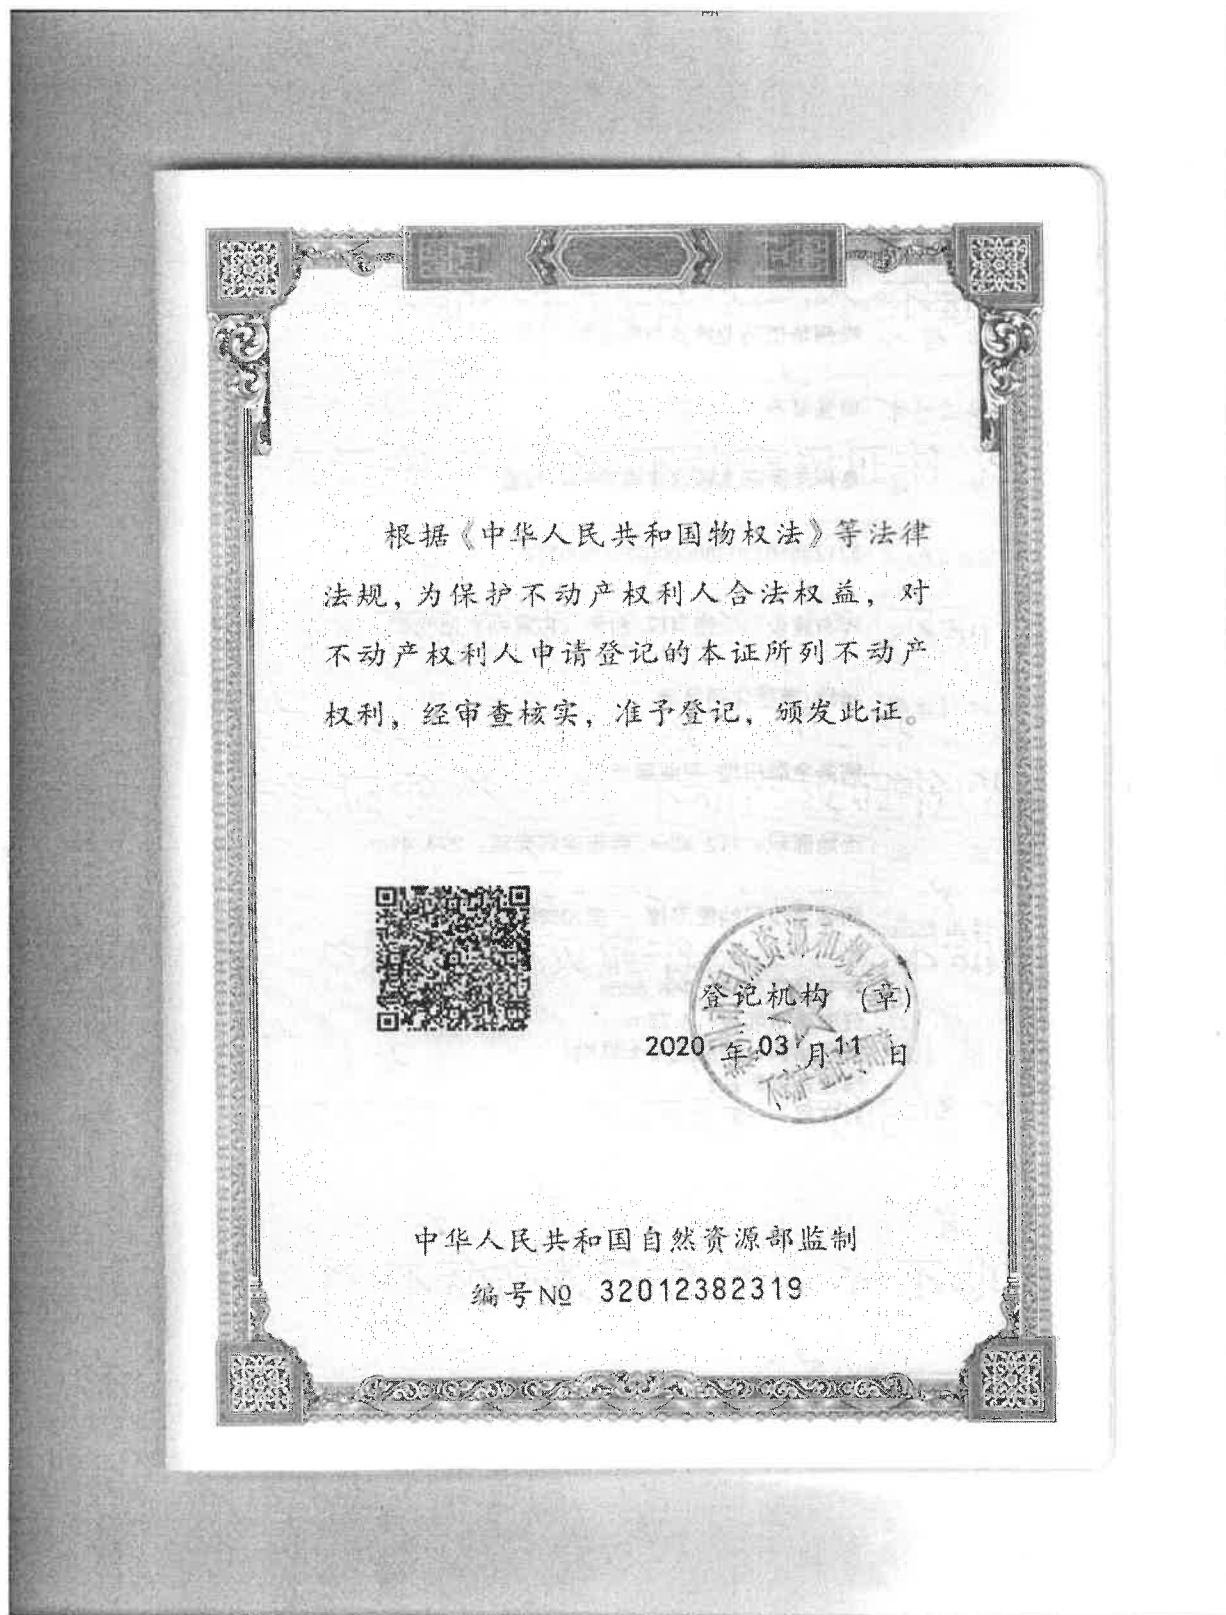 根据《中华人民共和国物权法》等法律
法规，为保护不动产权利人合法权益，对
不动产权利人申请登记的本证所列不动产
权利，经审查核实，准予登记，颁发此证。
登记机构 （章）
2020 年 03 月 11 日
中华人民共和国自然资源部监制
编号№ 32012382319